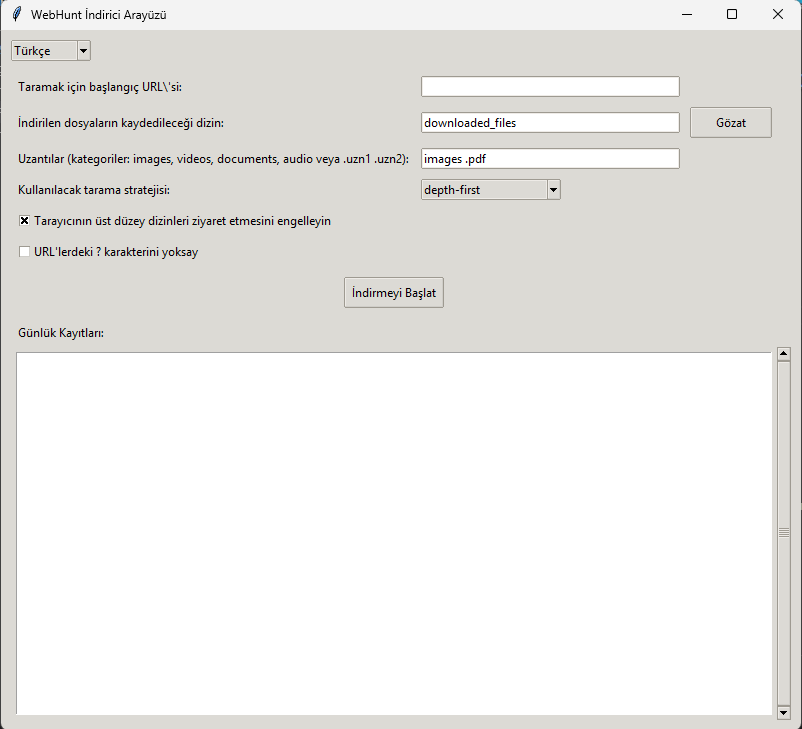 WebHunt İndirici Arayüzü
Türkçe
Taramak için başlangıç URL\'si:
İndirilen dosyaların kaydedileceği dizin: downloaded_files Gözat
Uzantılar (kategoriler: images, videos, documents, audio veya .uzn1 .uzn2): images .pdf
Kullanılacak tarama stratejisi: depth-first
Tarayıcının üst düzey dizinleri ziyaret etmesini engelleyin
URL'lerdeki ? karakterini yoksay
İndirmeyi Başlat
Günlük Kayıtları: